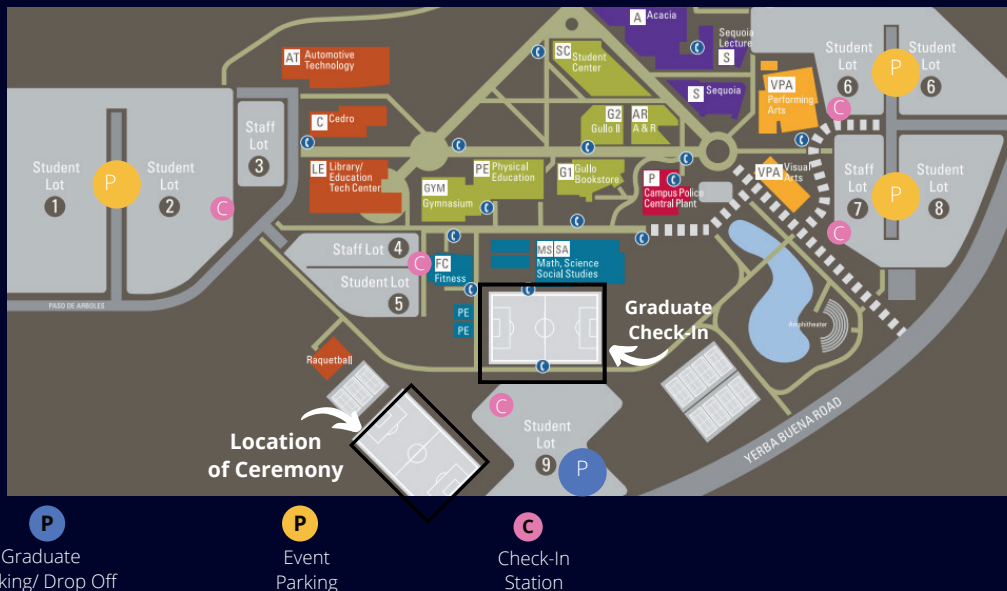 A
Acacia
Sequoia
Lecture
S
AT
Automotive
Technology
SC
Student
Center
Student
Lot
6
P
Student
Lot
6
C
S
Sequoia
VPA
Performing
Arts
Student
Lot
1
P
Student
Lot
2
C
Staff
Lot
3
C
Cedro
G2
Gullo II
AR
A & R
LE
Library/
Education
Tech Center
GYM
Gymnasium
PE
Physical
Education
G1
Gullo
Bookstore
P
Campus Police
Central Plant
VPA
Visual
Arts
Staff
Lot
7
P
Student
Lot
8
C
Staff Lot 4
Student Lot
5
C
FC
Fitness
MS SA
Math, Science
Social Studies
PE
PE
PASO DE ARBOLES
Graduate
Check-In
Amphitheater
Raquetball
C
Student
Lot
9
P
Location
of Ceremony
YERBA BUENA ROAD
P
Graduate
king/ Drop Off
P
Event
Parking
C
Check-In
Station